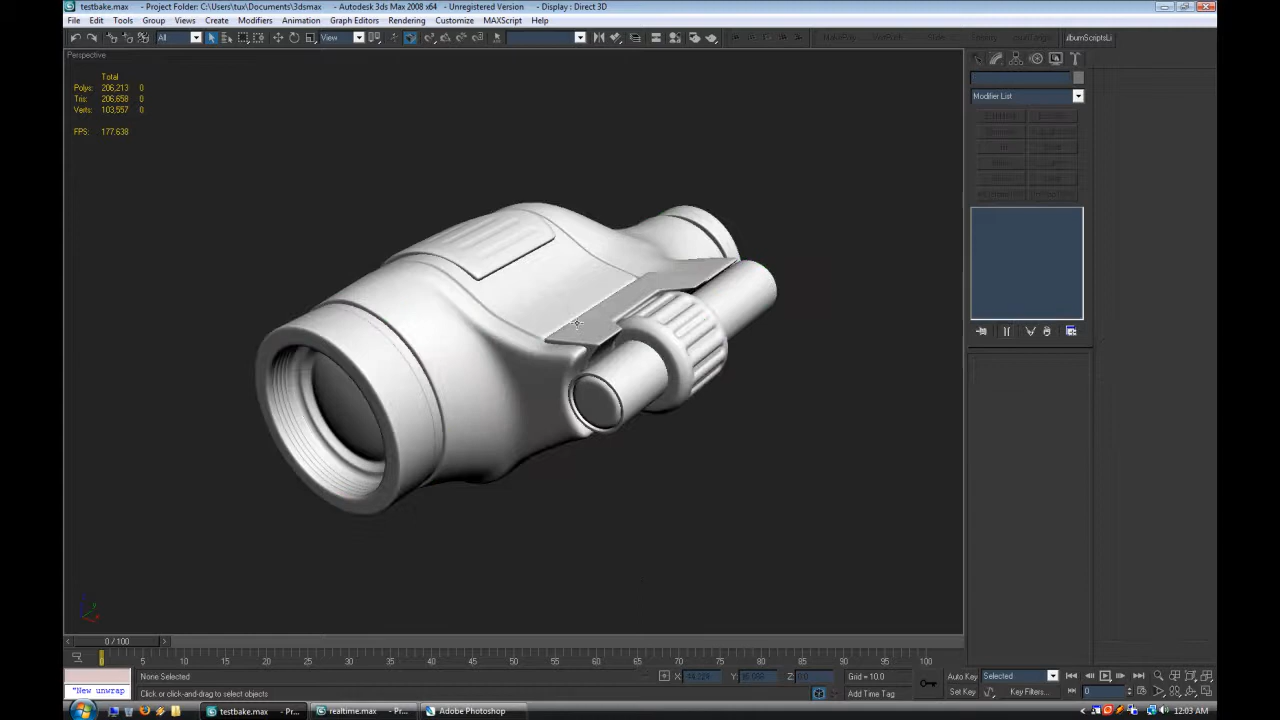 testbake.max - Project Folder: C:\Users\tux\Documents\3dsmax - Autodesk 3ds Max 2008 x64 - Unregistered Version - Display : Direct 3D
File Edit Tools Group Views Create Modifiers Animation Graph Editors Rendering Customize MAXScript Help
All View
Perspective
Total
Polys: 206,213 0
Tris: 206,658 0
Verts: 103,557 0
FPS: 177.638
Modifier List
0 / 100
0 5 10 15 20 25 30 35 40 45 50 55 60 65 70 75 80 85 90 95 100
None Selected X: Y: Z: 0.0 Grid = 10.0 Auto Key Selected
"New unwrap Click or click-and-drag to select objects Add Time Tag Set Key Key Filters... 0
testbake.max - Pr... realtime.max - Pr... Adobe Photoshop 12:03 AM